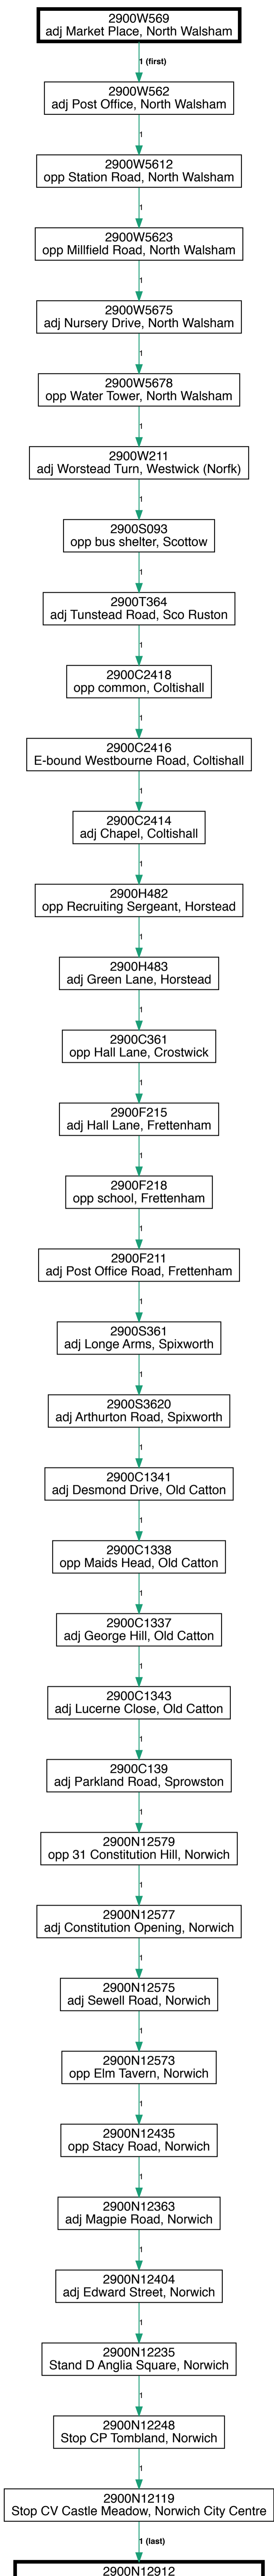 2900W569
adj Market Place, North Walsham
1 (first)
2900W562
adj Post Office, North Walsham
1
2900W5612
opp Station Road, North Walsham
1
2900W5623
opp Millfield Road, North Walsham
1
2900W5675
adj Nursery Drive, North Walsham
1
2900W5678
opp Water Tower, North Walsham
1
2900W211
adj Worstead Turn, Westwick (Norfk)
1
2900S093
opp bus shelter, Scottow
1
2900T364
adj Tunstead Road, Sco Ruston
1
2900C2418
opp common, Coltishall
1
2900C2416
E-bound Westbourne Road, Coltishall
1
2900C2414
adj Chapel, Coltishall
1
2900H482
opp Recruiting Sergeant, Horstead
1
2900H483
adj Green Lane, Horstead
1
2900C361
opp Hall Lane, Crostwick
1
2900F215
adj Hall Lane, Frettenham
1
2900F218
opp school, Frettenham
1
2900F211
adj Post Office Road, Frettenham
1
2900S361
adj Longe Arms, Spixworth
1
2900S3620
adj Arthurton Road, Spixworth
1
2900C1341
adj Desmond Drive, Old Catton
1
2900C1338
opp Maids Head, Old Catton
1
2900C1337
adj George Hill, Old Catton
1
2900C1343
adj Lucerne Close, Old Catton
1
2900C139
adj Parkland Road, Sprowston
1
2900N12579
opp 31 Constitution Hill, Norwich
1
2900N12577
adj Constitution Opening, Norwich
1
2900N12575
adj Sewell Road, Norwich
1
2900N12573
opp Elm Tavern, Norwich
1
2900N12435
opp Stacy Road, Norwich
1
2900N12363
adj Magpie Road, Norwich
1
2900N12404
adj Edward Street, Norwich
1
2900N12235
Stand D Anglia Square, Norwich
1
2900N12248
Stop CP Tombland, Norwich
1
2900N12119
Stop CV Castle Meadow, Norwich City Centre
1 (last)
2900N12912